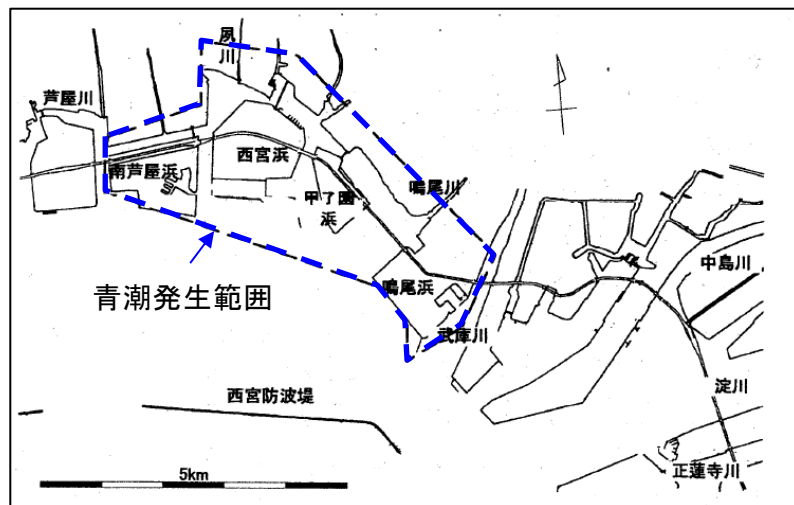 夙
川
芦屋川
西宮浜
南芦屋浜
鳴尾川
甲子園
浜
中島川
青潮発生範囲
鳴尾浜
武庫川
淀川
西宮防波堤
正蓮寺川
5km